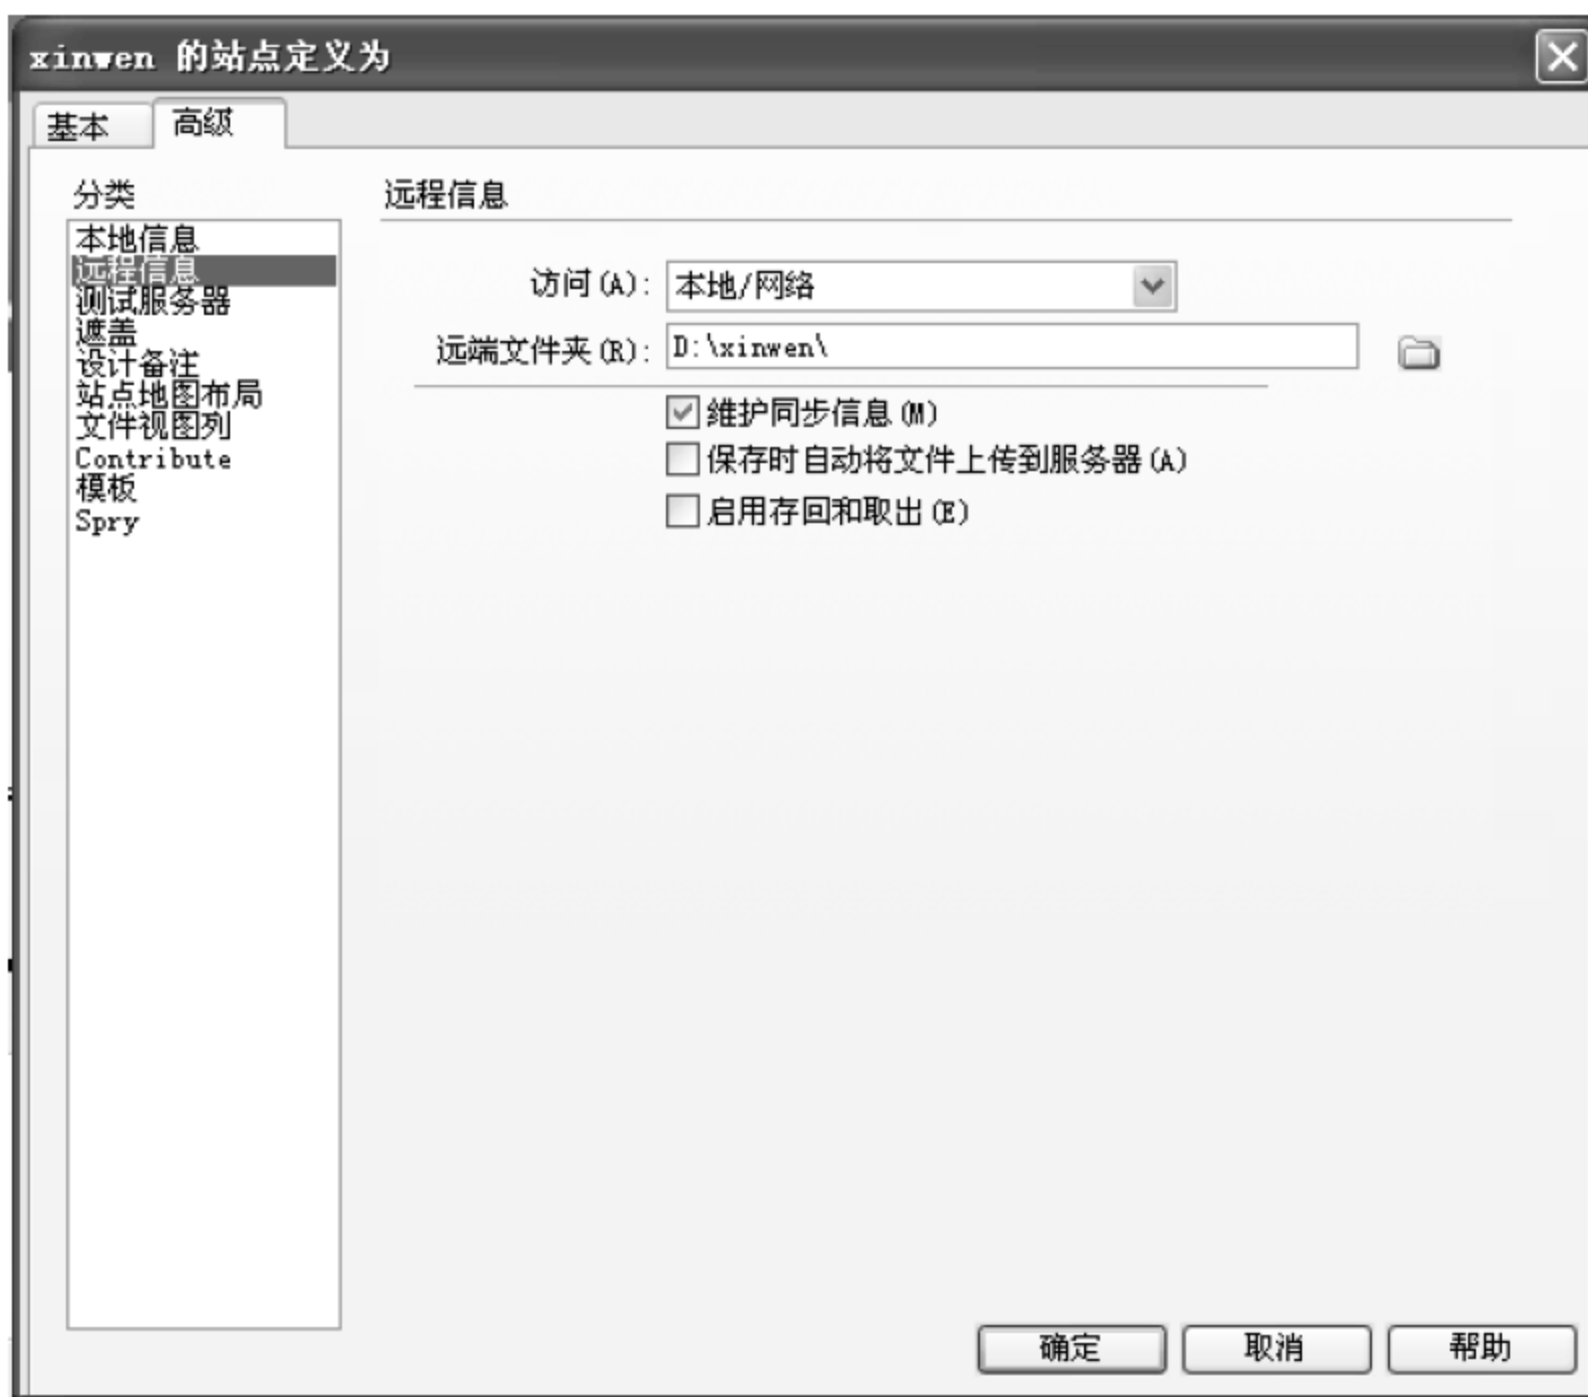 xinwen 的站点定义为
基本
高级
分类
本地信息
远程信息
测试服务器
遮盖
设计备注
站点地图布局
文件视图列
Contribute
模板
Spry
远程信息
访问(A): 本地/网络
远端文件夹(R): D:\xinwen\
维护同步信息(M)
保存时自动将文件上传到服务器(A)
启用存回和取出(E)
确定
取消
帮助